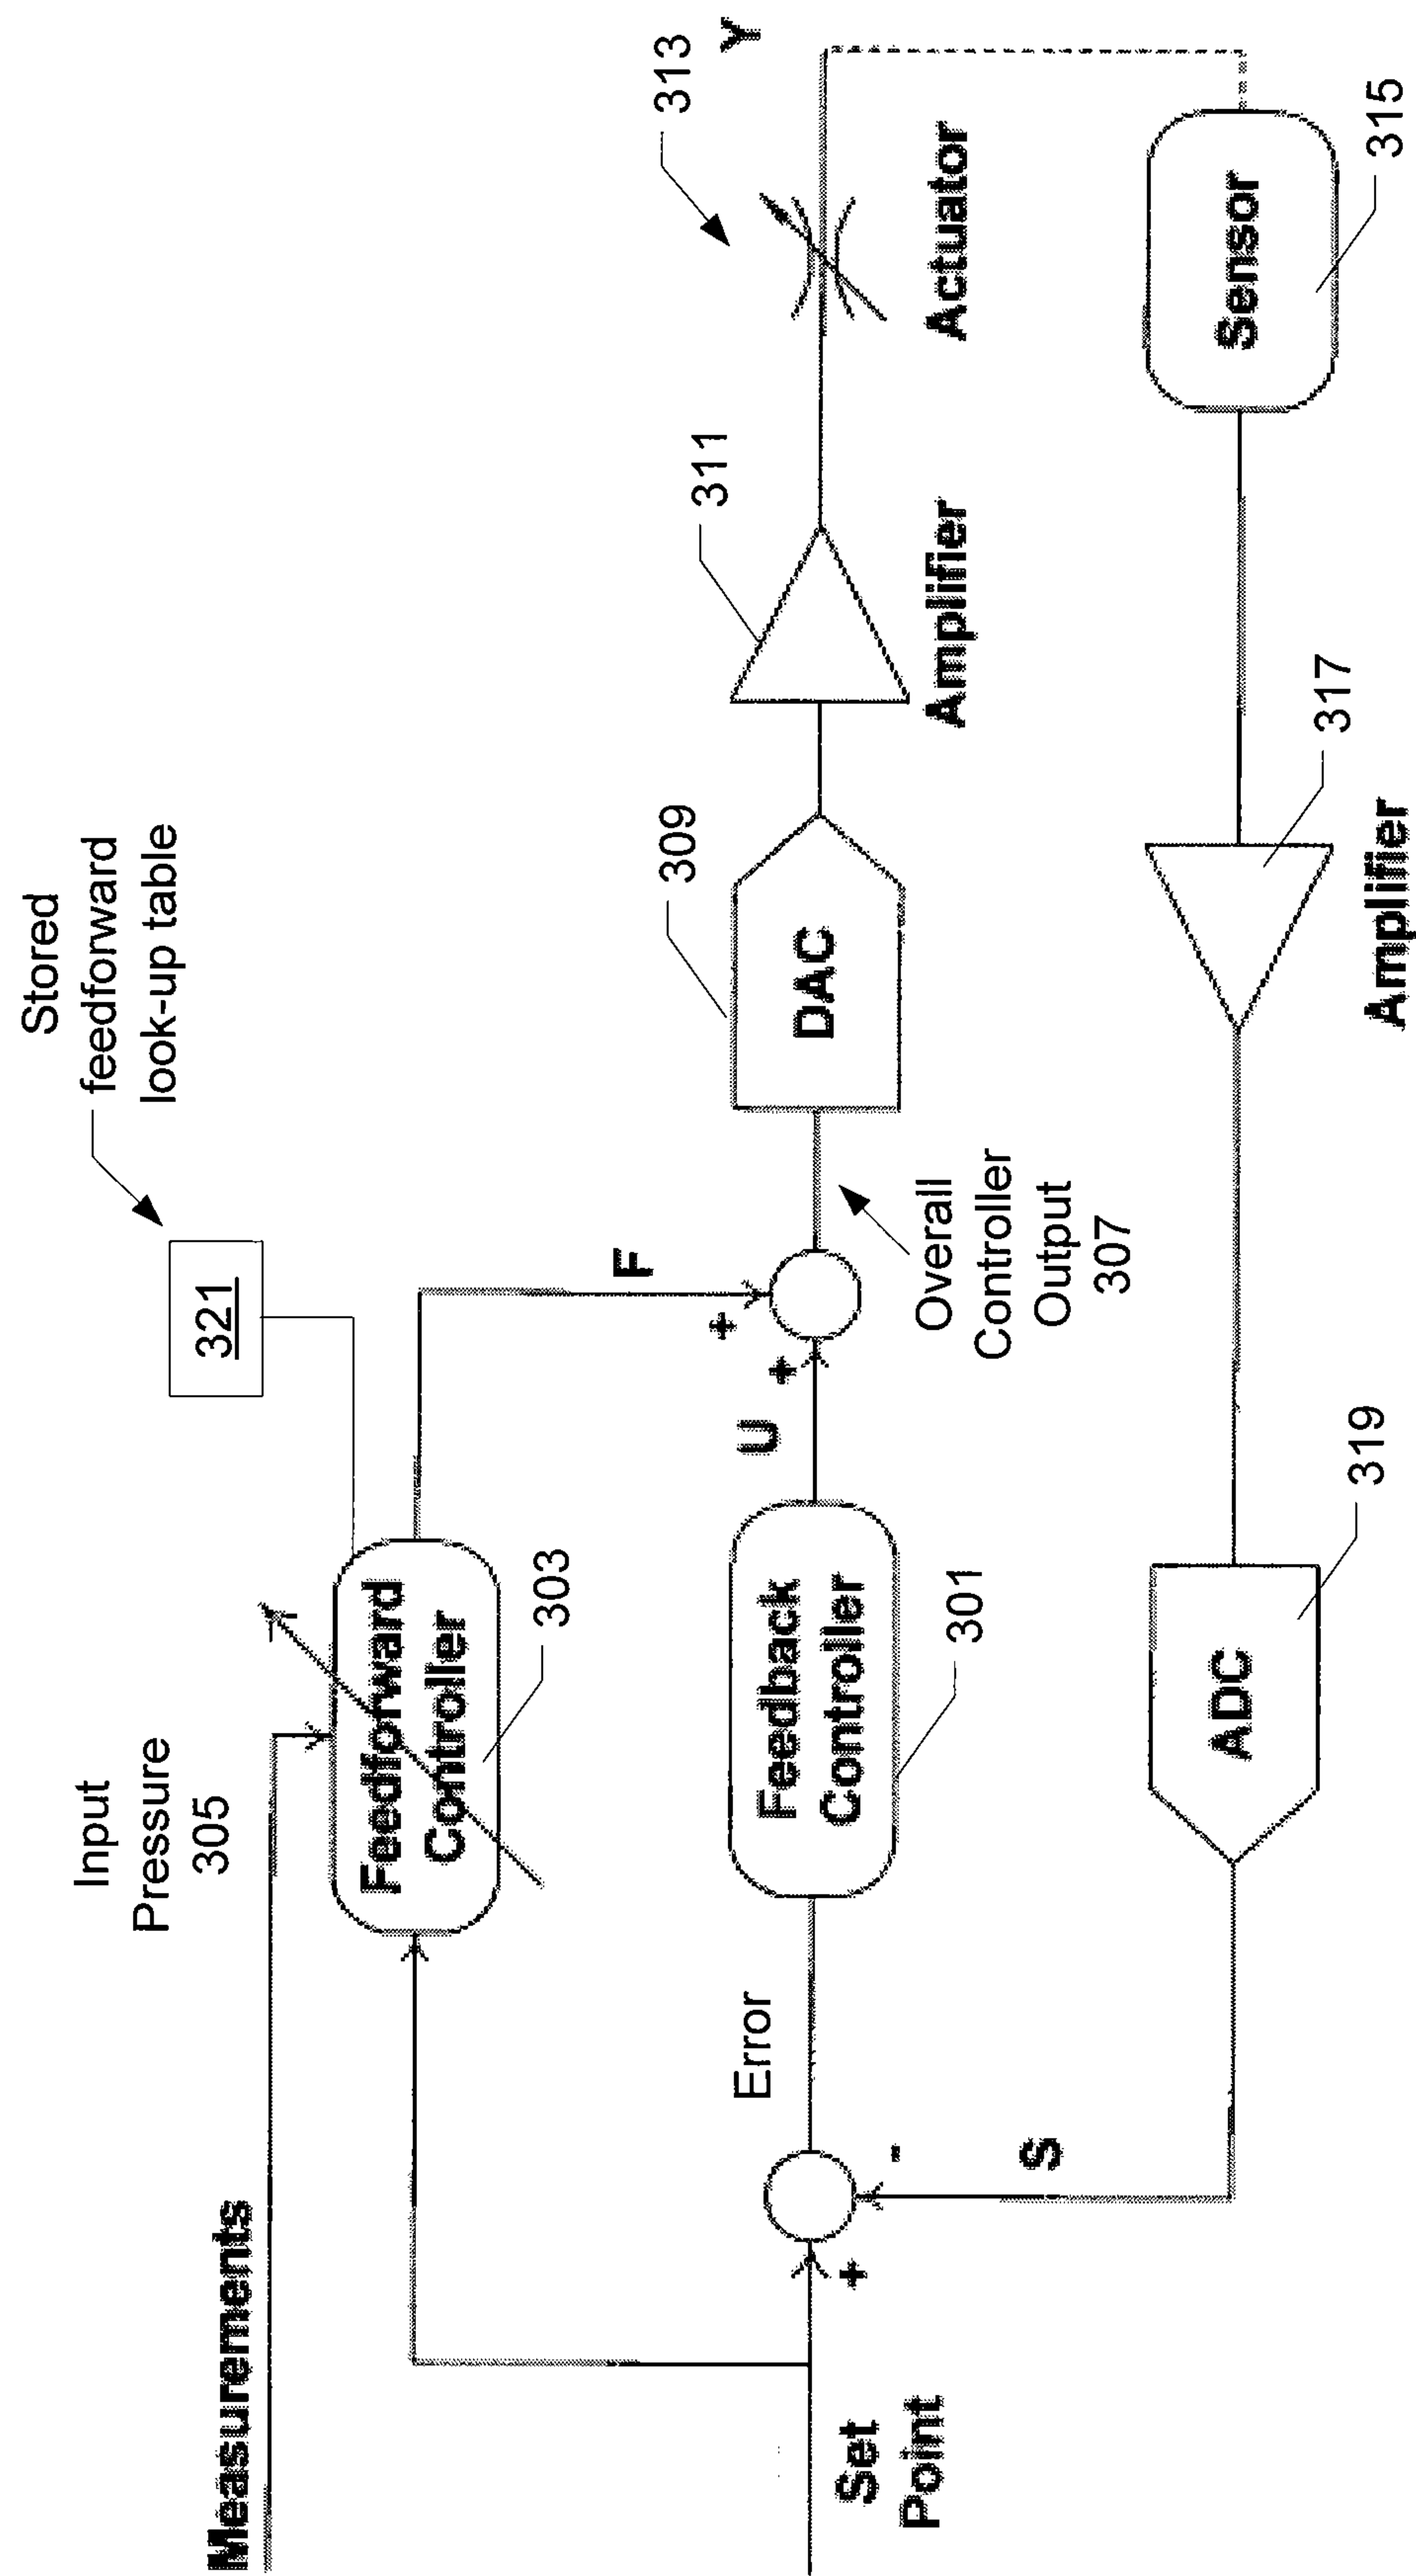 Measurements
Input
Pressure
305
Stored
feedforward
look-up table
321
Feedforward
Controller
303
F
Set
Point
+
-
S
Error
Feedback
Controller
301
U
+
+
Overall
Controller
Output
307
DAC
309
Amplifier
311
Actuator
313
Y
Sensor
315
Amplifier
317
ADC
319